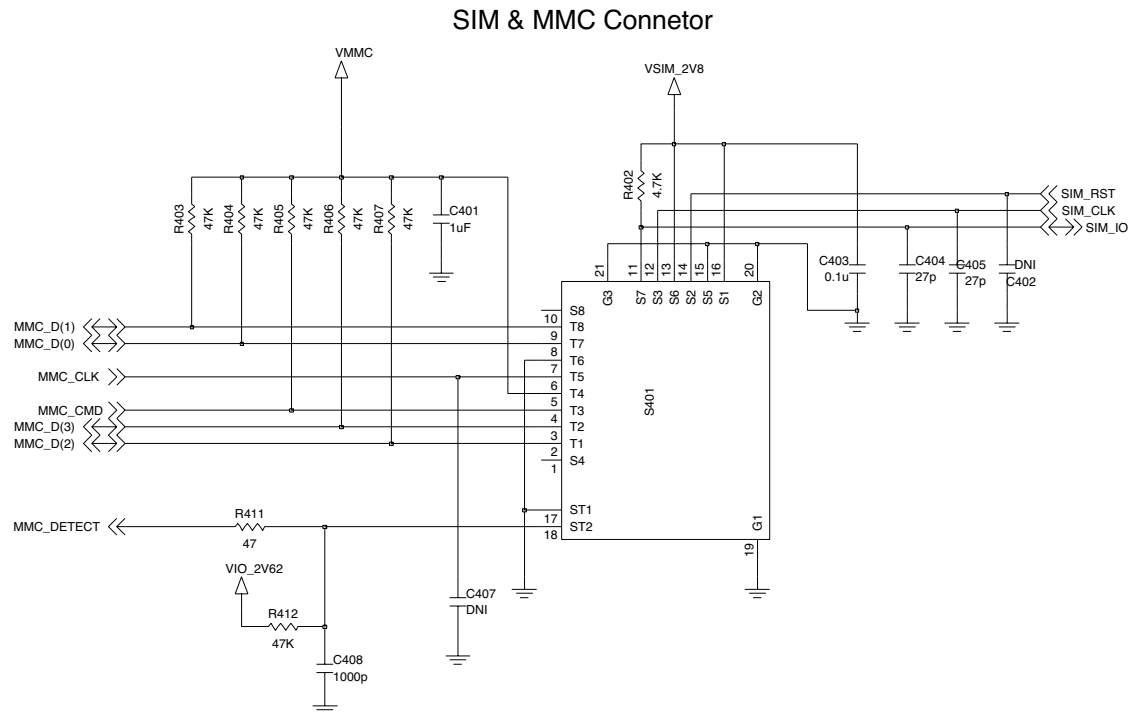 SIM & MMC Connetor
VMMC
VSIM_2V8
R403
47K
R404
47K
R405
47K
R406
47K
R407
47K
C401
1uF
R402
4.7K
SIM_RST
SIM_CLK
SIM_IO
C403
0.1u
C404
27p
C405
27p
DNI
C402
21
11
12
13
14
15
16
20
G3
S7
S3
S6
S2
S5
S1
G2
S8
10
T8
9
T7
8
T6
7
T5
6
T4
5
T3
4
T2
3
T1
2
S4
1
ST1
17
ST2
18
S401
G1
19
MMC_D(1)
MMC_D(0)
MMC_CLK
MMC_CMD
MMC_D(3)
MMC_D(2)
MMC_DETECT
R411
47
VIO_2V62
R412
47K
C408
1000p
C407
DNI